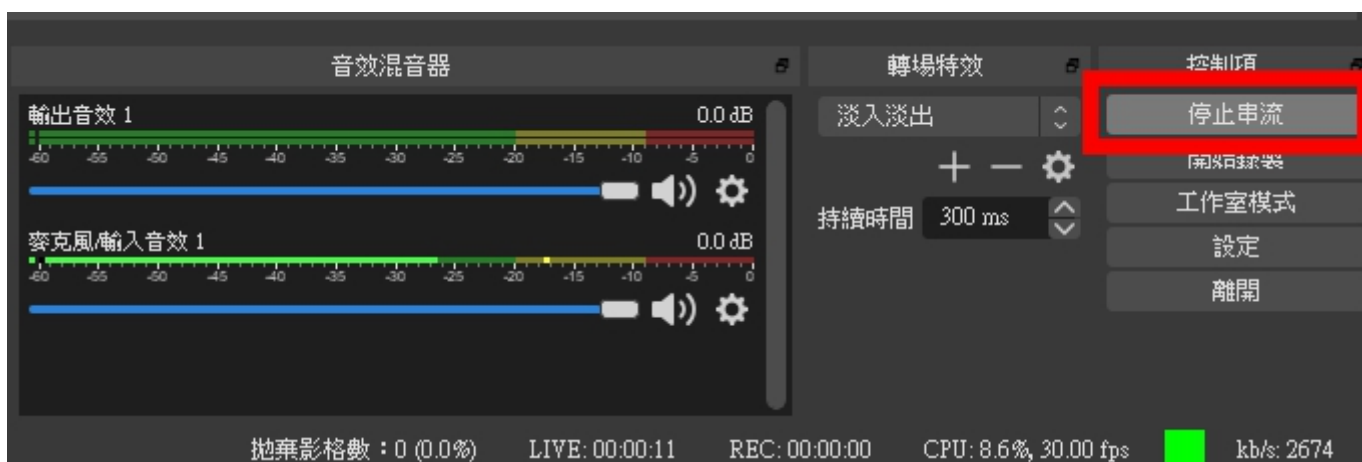 音效混音器
輸出音效 1 0.0 dB
-60 -55 -50 -45 -40 -35 -30 -25 -20 -15 -10 -5 0
麥克風/輸入音效 1 0.0 dB
-60 -55 -50 -45 -40 -35 -30 -25 -20 -15 -10 -5 0
轉場特效
淡入淡出
持續時間 300 ms
控制項
停止串流
開始錄製
工作室模式
設定
離開
拋棄影格數：0 (0.0%) LIVE: 00:00:11 REC: 00:00:00 CPU: 8.6%, 30.00 fps kb/s: 2674